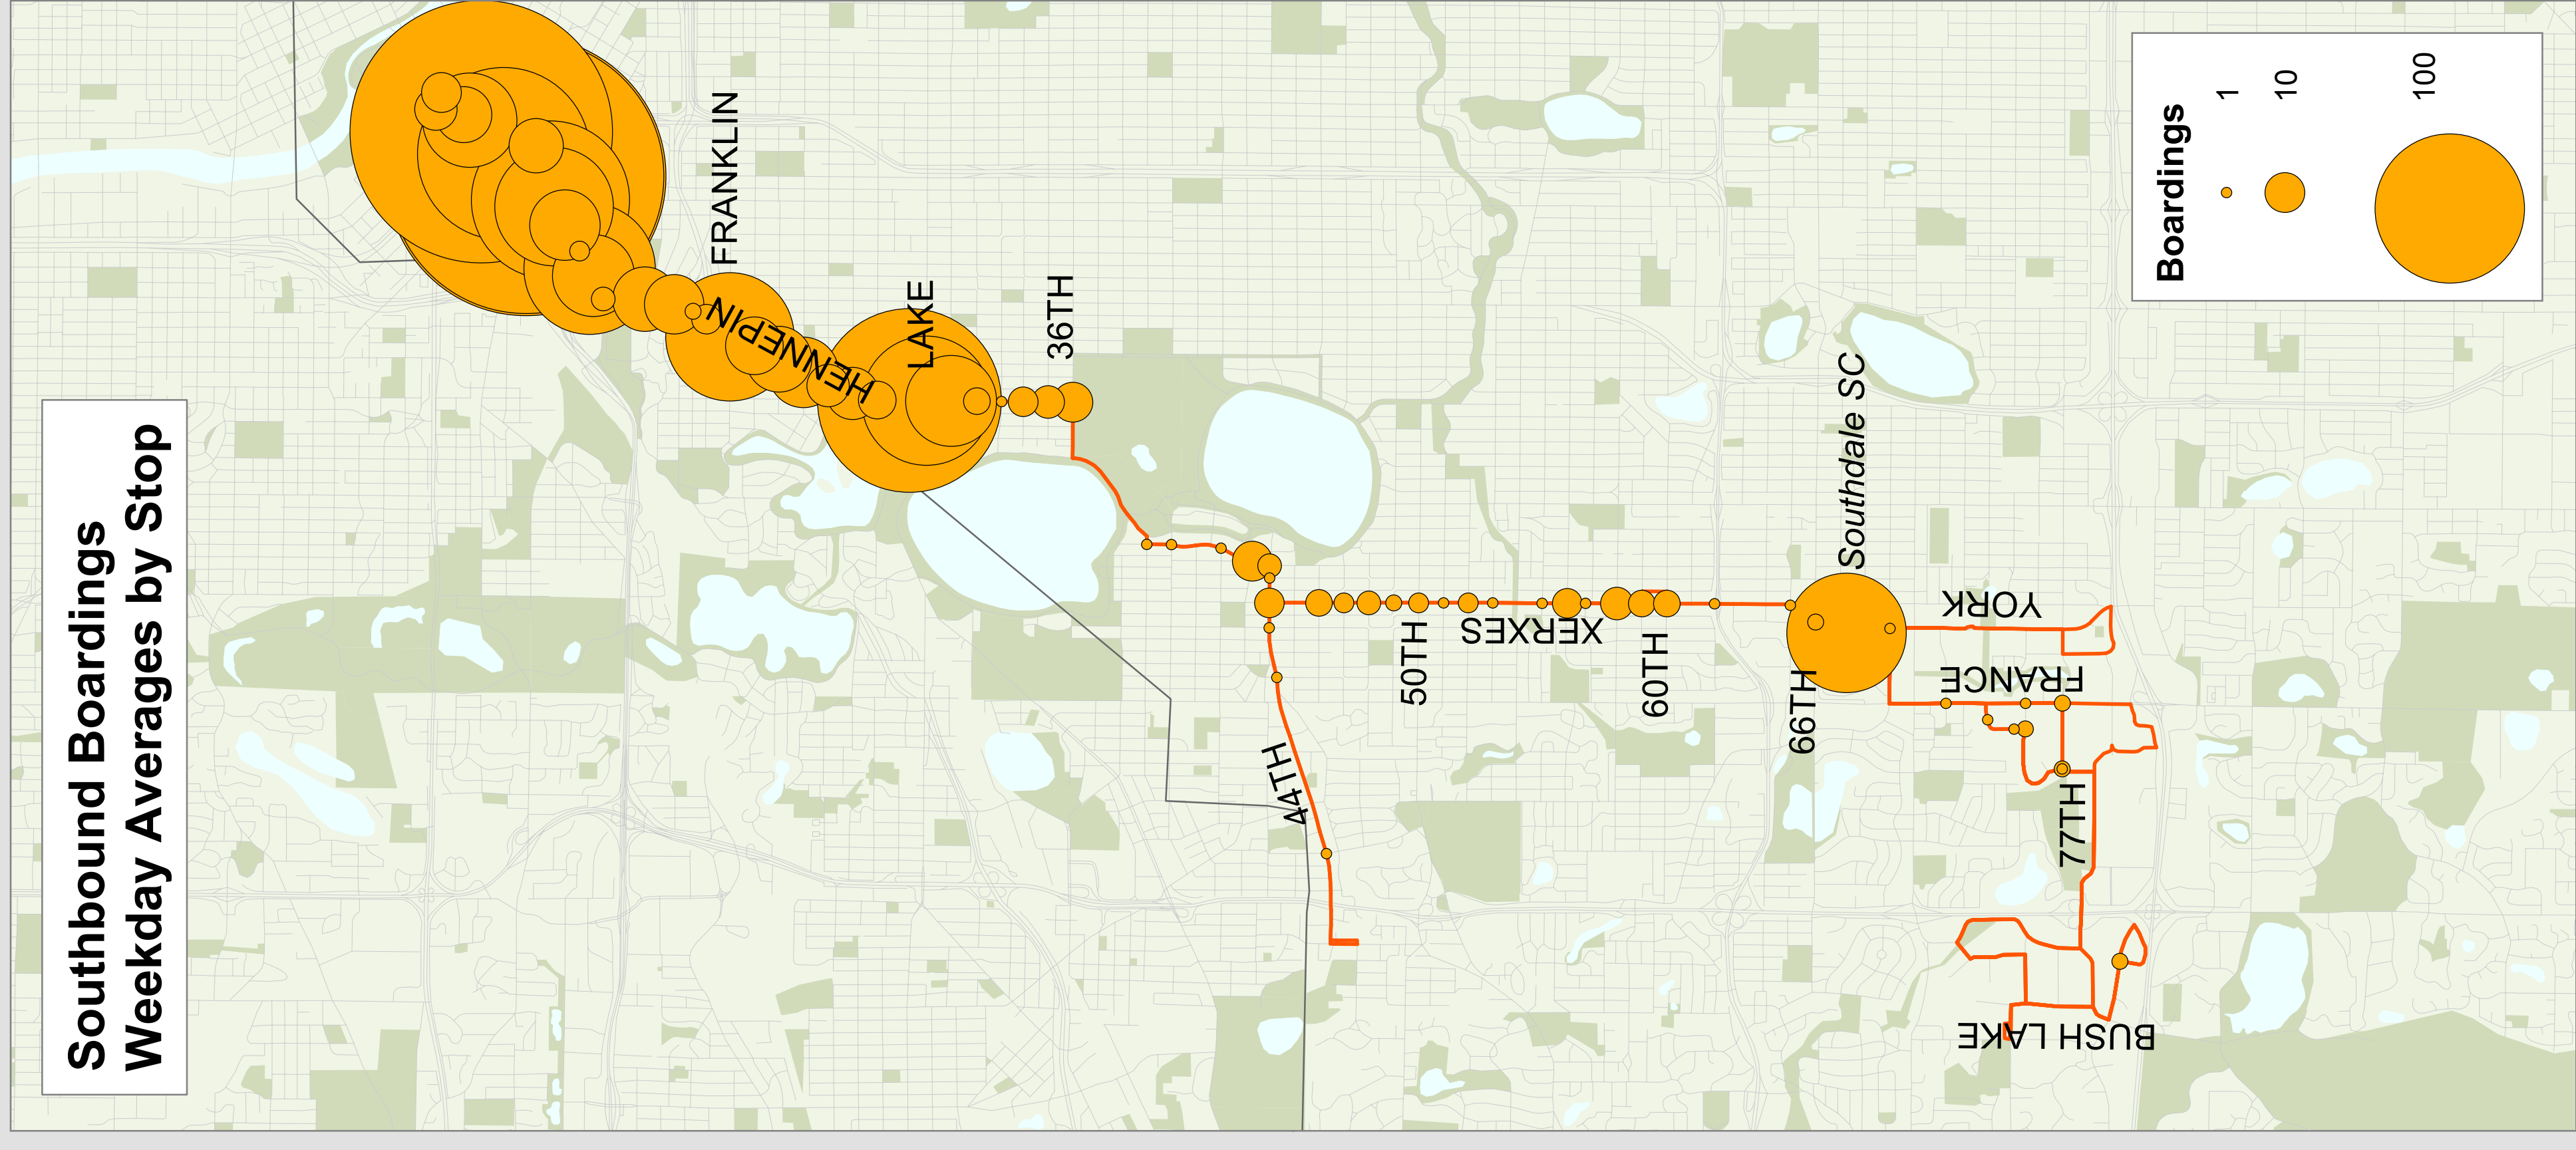 Southbound Boardings
Weekday Averages by Stop
FRANKLIN
HENNEPIN
LAKE
36TH
44TH
50TH
XERXES
60TH
66TH
Southdale SC
YORK
FRANCE
77TH
BUSH LAKE
Boardings
1
10
100